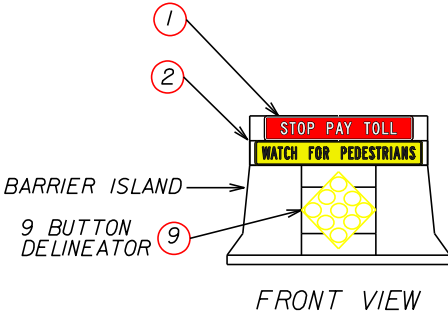 1
2
STOP PAY TOLL
WATCH FOR PEDESTRIANS
BARRIER ISLAND
9 BUTTON
DELINEATOR
9
FRONT VIEW